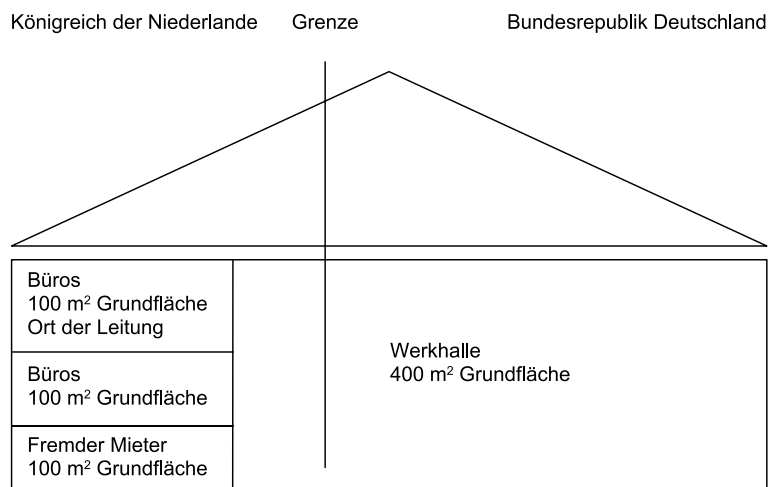 Königreich der Niederlande Grenze Bundesrepublik Deutschland
Büros
100 m² Grundfläche
Ort der Leitung
Büros
100 m² Grundfläche
Fremder Mieter
100 m² Grundfläche
Werkhalle
400 m² Grundfläche